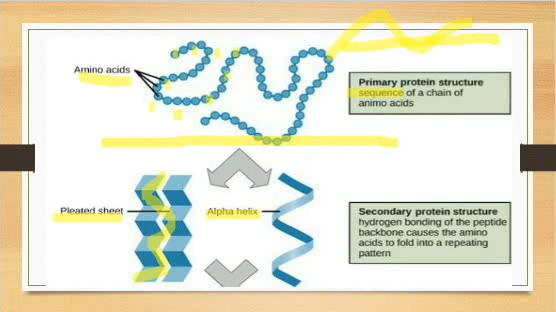 Amino acids
Primary protein structure
sequence of a chain of
animo acids
Pleated sheet
Alpha helix
Secondary protein structure
hydrogen bonding of the peptide
backbone causes the amino
acids to fold into a repeating
pattern